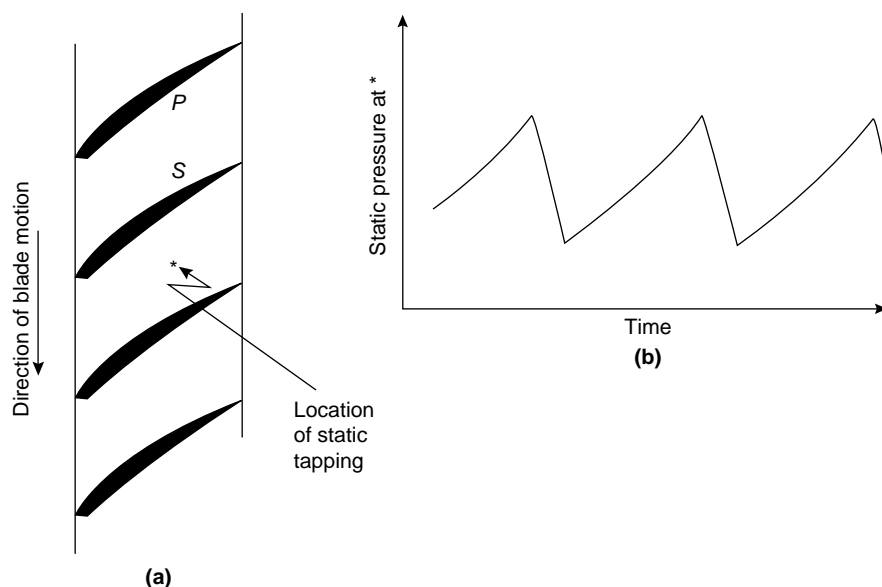 P
S
*
Direction of blade motion
Location
of static
tapping
(a)
Static pressure at *
Time
(b)